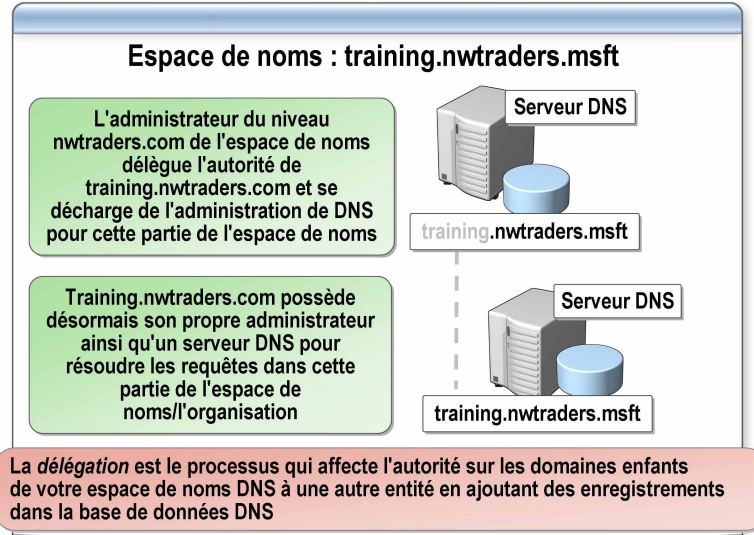 Espace de noms : training.nwtraders.msft
L'administrateur du niveau
nwtraders.com de l'espace de noms
délègue l'autorité de
training.nwtraders.com et se
décharge de l'administration de DNS
pour cette partie de l'espace de noms
Serveur DNS
training.nwtraders.msft
Training.nwtraders.com possède
désormais son propre administrateur
ainsi qu'un serveur DNS pour
résoudre les requêtes dans cette
partie de l'espace de
noms/l'organisation
Serveur DNS
training.nwtraders.msft
La délégation est le processus qui affecte l'autorité sur les domaines enfants
de votre espace de noms DNS à une autre entité en ajoutant des enregistrements
dans la base de données DNS